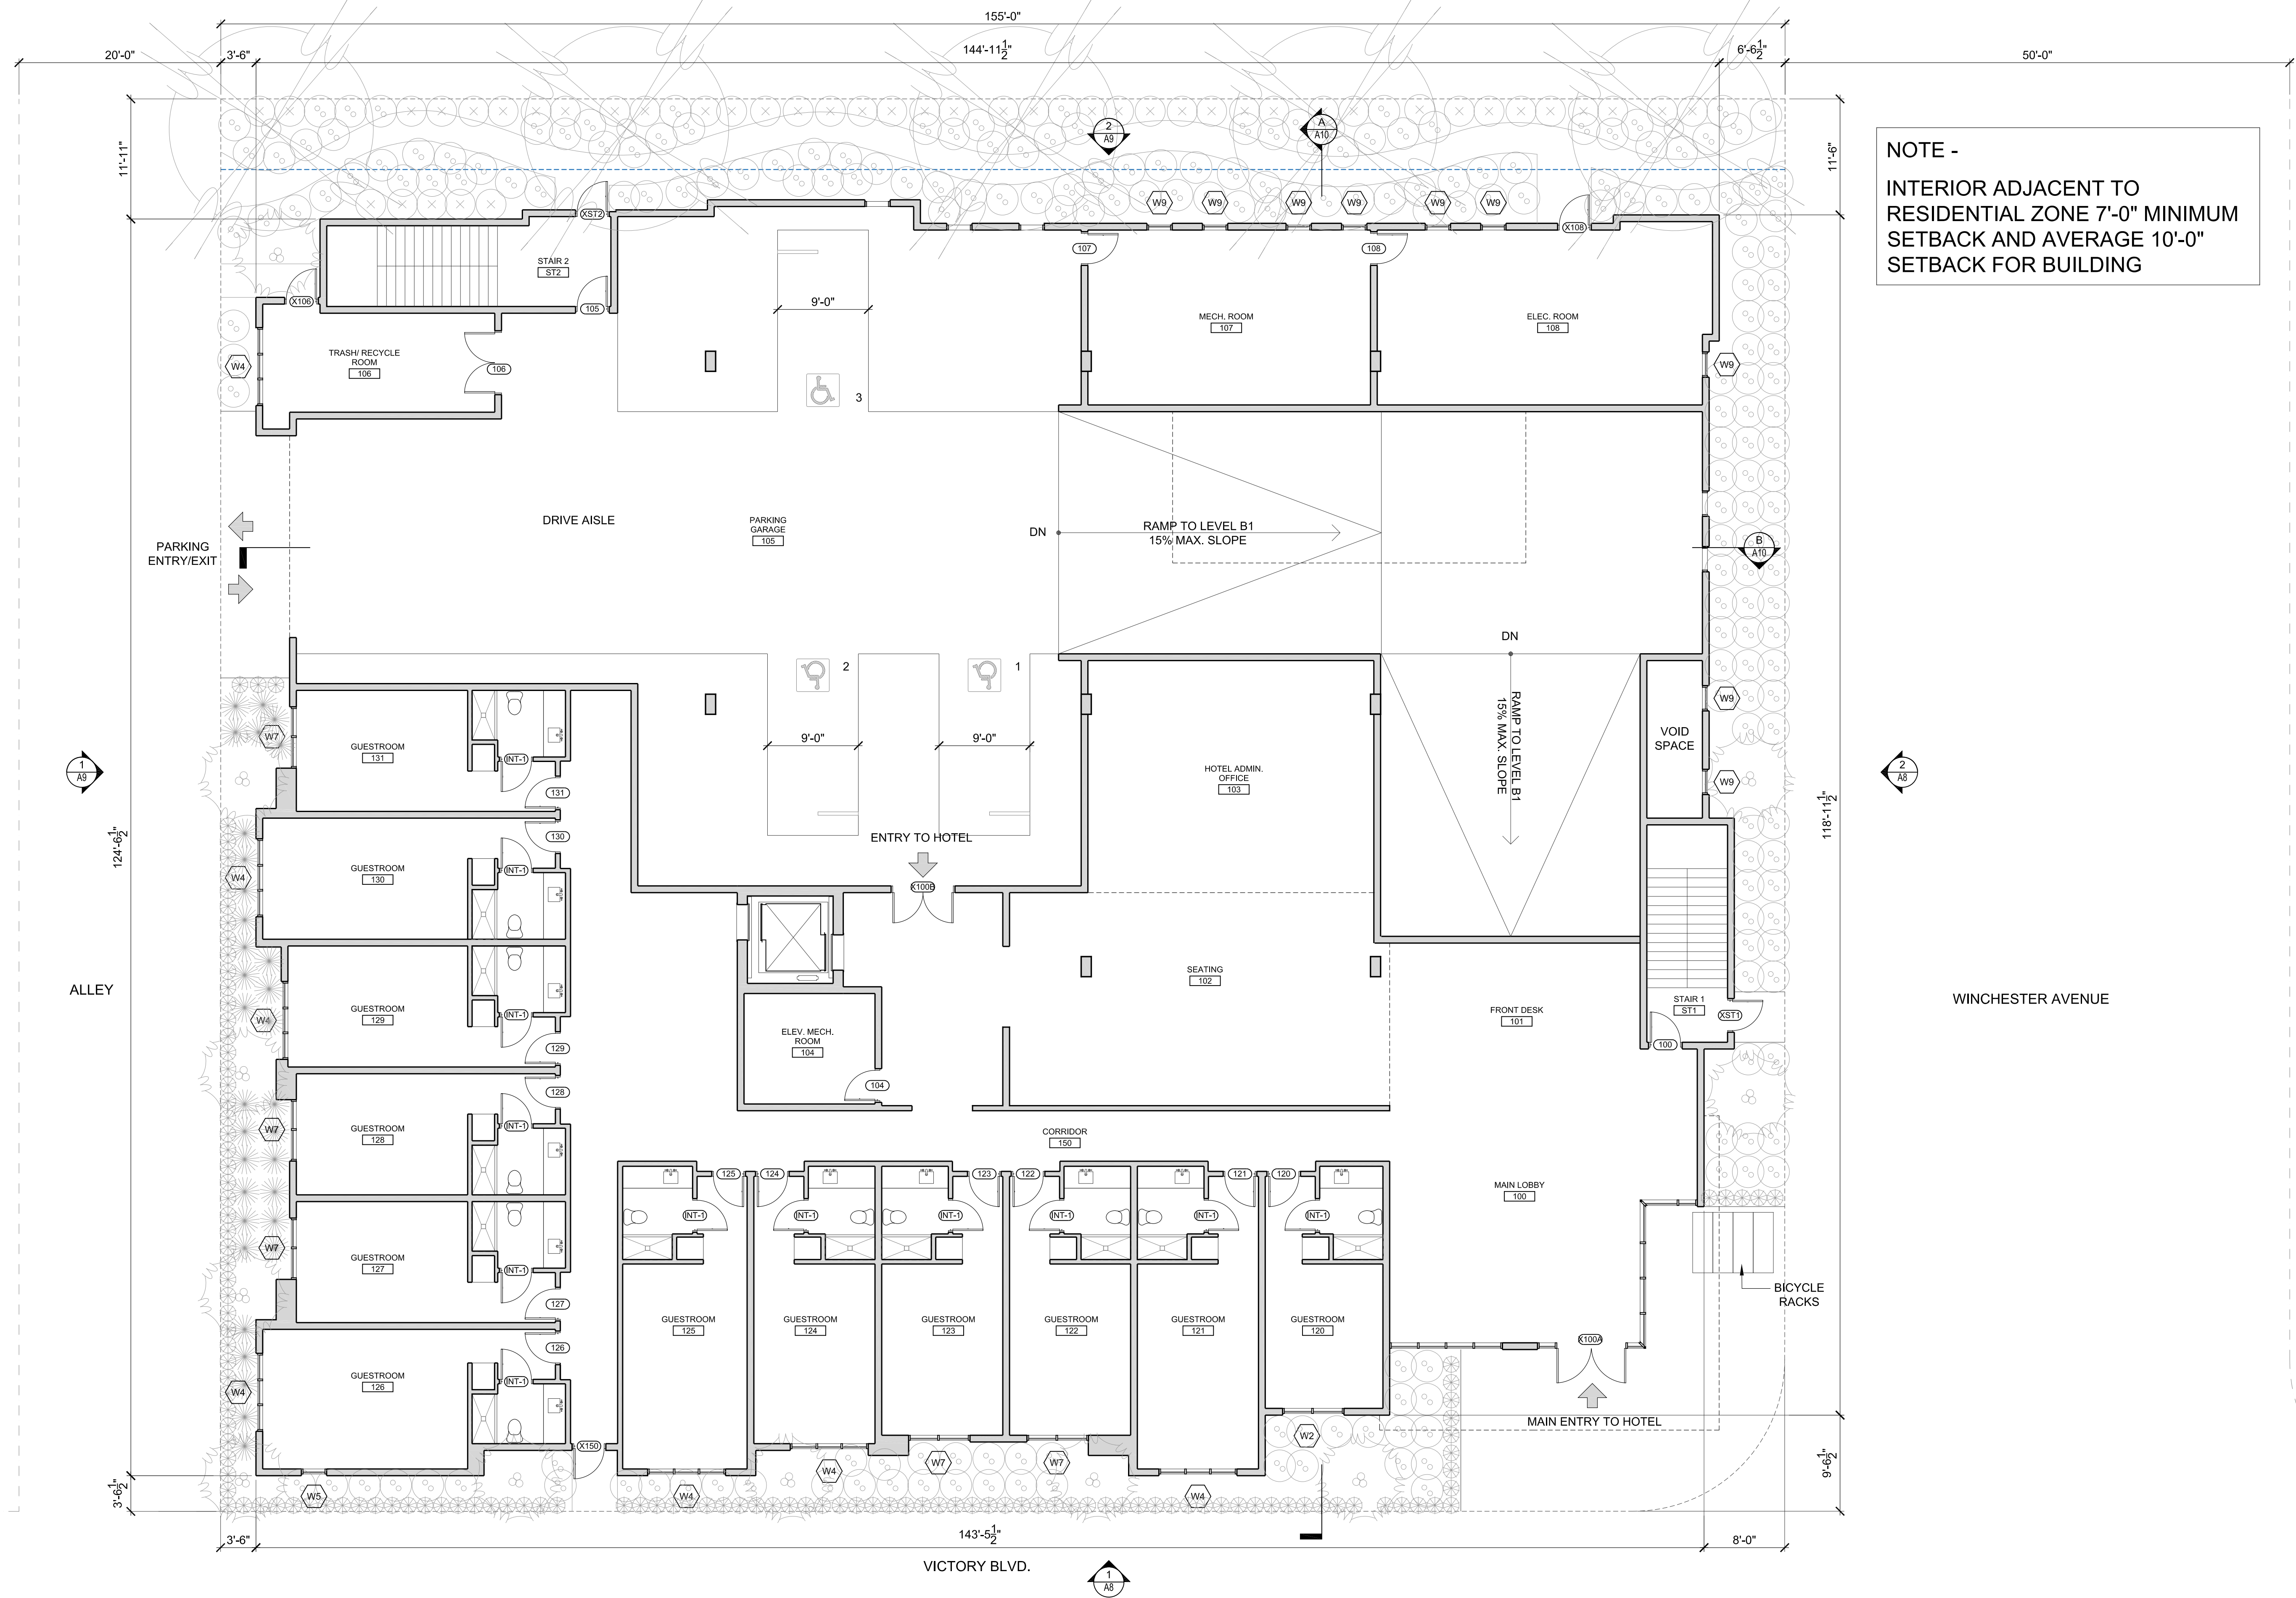 155'-0"
20'-0"
3'-6"
144'-11 1/2"
6'-6 1/2"
50'-0"
11'-11"
11'-6"
2
A9
A
A10
NOTE -
INTERIOR ADJACENT TO
RESIDENTIAL ZONE 7'-0" MINIMUM
SETBACK AND AVERAGE 10'-0"
SETBACK FOR BUILDING
W9
W9
W9
W9
W9
W9
XST2
X108
107
108
STAIR 2
ST2
X106
105
9'-0"
MECH. ROOM
107
ELEC. ROOM
108
TRASH/ RECYCLE
ROOM
106
106
W4
W9
3
DRIVE AISLE
PARKING
GARAGE
105
DN
RAMP TO LEVEL B1
15% MAX. SLOPE
PARKING
ENTRY/EXIT
B
A10
DN
2
1
RAMP TO LEVEL B1
15% MAX. SLOPE
W9
VOID
SPACE
W9
9'-0"
9'-0"
W7
GUESTROOM
131
INT-1
131
1
A9
HOTEL ADMIN.
OFFICE
103
2
A8
124'-6 1/2"
118'-11 1/2"
130
ENTRY TO HOTEL
W4
GUESTROOM
130
INT-1
X100B
ALLEY
SEATING
102
WINCHESTER AVENUE
W4
GUESTROOM
129
INT-1
129
ELEV. MECH.
ROOM
104
104
FRONT DESK
101
STAIR 1
ST1
XST1
100
128
INT-1
W7
GUESTROOM
128
CORRIDOR
150
125
124
123
122
121
120
MAIN LOBBY
100
INT-1
INT-1
INT-1
INT-1
INT-1
INT-1
W7
GUESTROOM
127
INT-1
127
BICYCLE
RACKS
GUESTROOM
125
GUESTROOM
124
GUESTROOM
123
GUESTROOM
122
GUESTROOM
121
GUESTROOM
120
X100A
126
W4
GUESTROOM
126
INT-1
MAIN ENTRY TO HOTEL
X150
W2
W4
W7
W7
W5
W4
W4
3'-6 1/2"
9'-6 1/2"
3'-6"
143'-5 1/2"
8'-0"
VICTORY BLVD.
1
A8